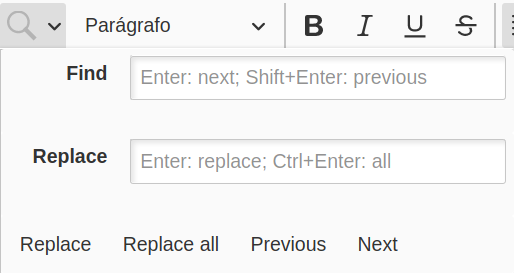 Parágrafo B I U S
Find Enter: next; Shift+Enter: previous
Replace Enter: replace; Ctrl+Enter: all
Replace Replace all Previous Next